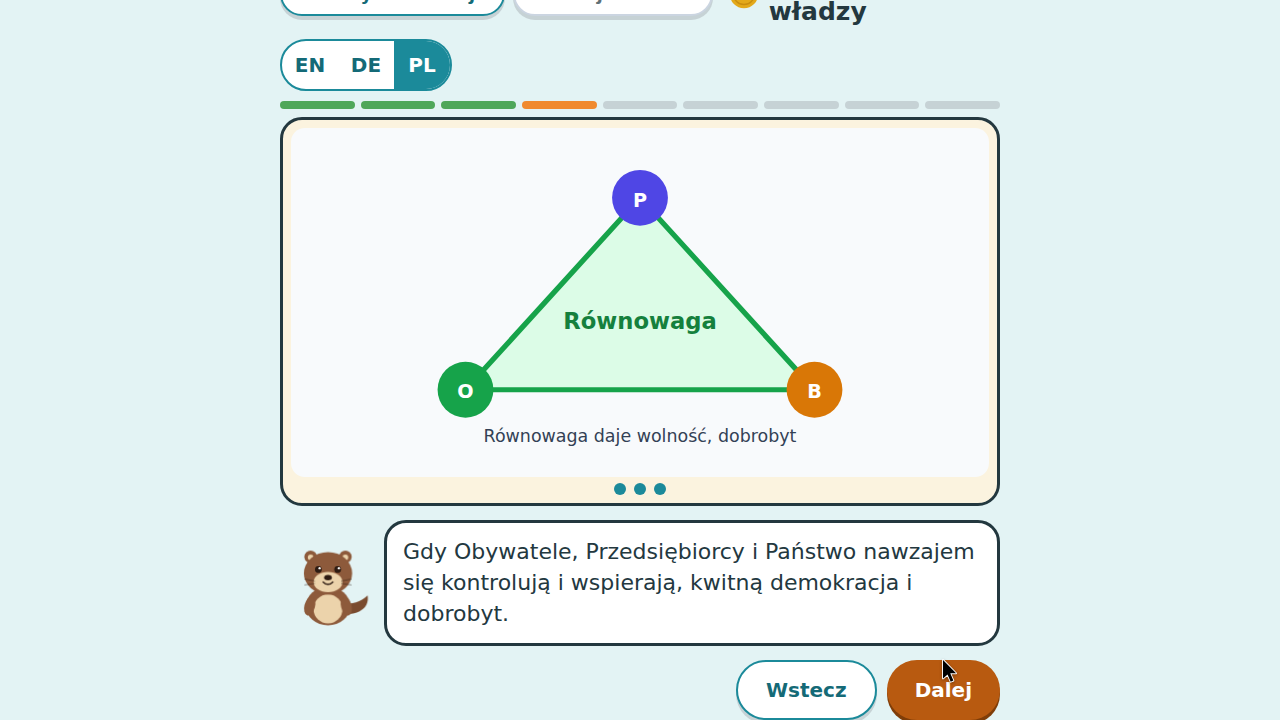 władzy
EN DE PL
P
Równowaga
O
B
Równowaga daje wolność, dobrobyt
Gdy Obywatele, Przedsiębiorcy i Państwo nawzajem
się kontrolują i wspierają, kwitną demokracja i
dobrobyt.
Wstecz
Dalej